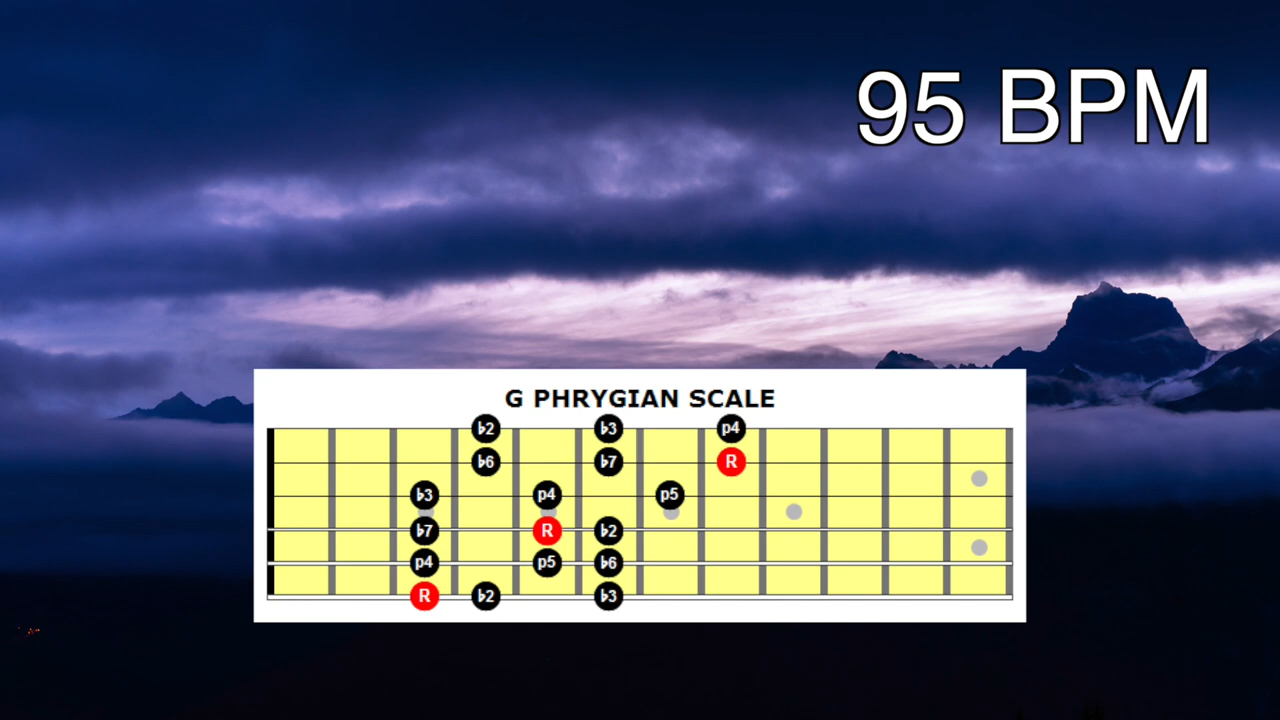 95 BPM
G PHRYGIAN SCALE
♭2 ♭3 p4
♭6 ♭7 R
♭3 p4 p5
♭7 R ♭2
p4 p5 ♭6
R ♭2 ♭3